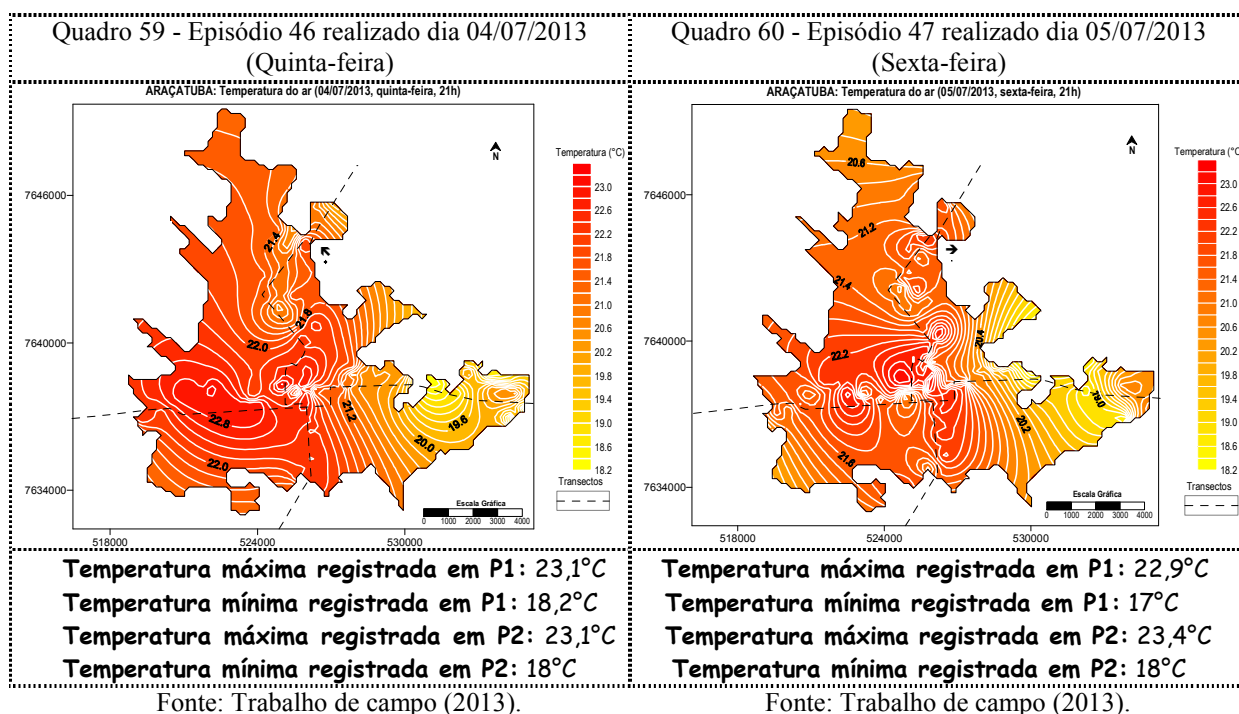 Quadro 59 - Episódio 46 realizado dia 04/07/2013
(Quinta-feira)
ARAÇATUBA: Temperatura do ar (04/07/2013, quinta-feira, 21h)
N
Temperatura (°C)
23.0
22.6
22.2
21.8
21.4
21.0
20.6
20.2
19.8
19.4
19.0
18.6
18.2
Transectos
7646000
7640000
7634000
21.4
21.8
22.0
21.2
22.8
19.8
20.0
22.0
Escala Gráfica
0 1000 2000 3000 4000
518000 524000 530000
Temperatura máxima registrada em P1: 23,1°C
Temperatura mínima registrada em P1: 18,2°C
Temperatura máxima registrada em P2: 23,1°C
Temperatura mínima registrada em P2: 18°C
Fonte: Trabalho de campo (2013).
Quadro 60 - Episódio 47 realizado dia 05/07/2013
(Sexta-feira)
ARAÇATUBA: Temperatura do ar (05/07/2013, sexta-feira, 21h)
N
Temperatura (°C)
23.0
22.6
22.2
21.8
21.4
21.0
20.6
20.2
19.8
19.4
19.0
18.6
18.2
Transectos
7646000
7640000
7634000
20.6
21.2
21.4
20.4
22.2
19.0
20.2
21.6
Escala Gráfica
0 1000 2000 3000 4000
518000 524000 530000
Temperatura máxima registrada em P1: 22,9°C
Temperatura mínima registrada em P1: 17°C
Temperatura máxima registrada em P2: 23,4°C
Temperatura mínima registrada em P2: 18°C
Fonte: Trabalho de campo (2013).